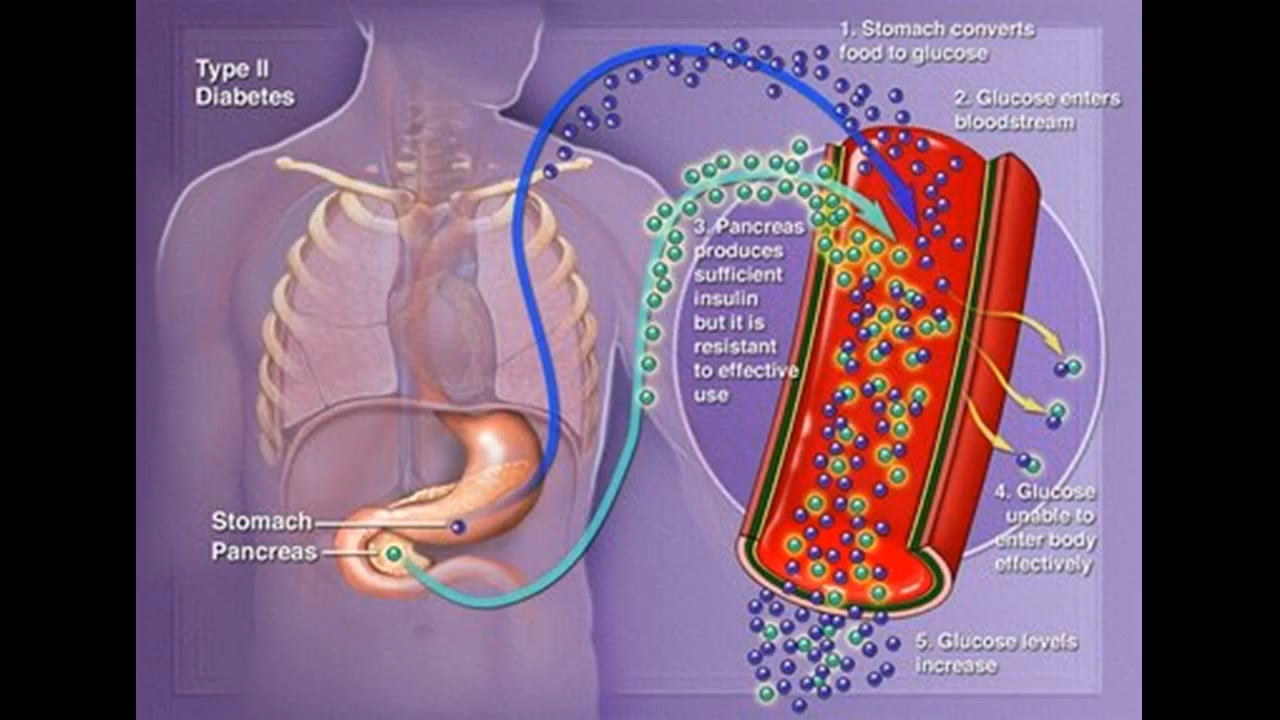 Type II
Diabetes
1. Stomach converts
food to glucose
2. Glucose enters
bloodstream
3. Pancreas
produces
sufficient
insulin
but it is
resistant
to effective
use
Stomach
Pancreas
4. Glucose
unable to
enter body
effectively
5. Glucose levels
increase